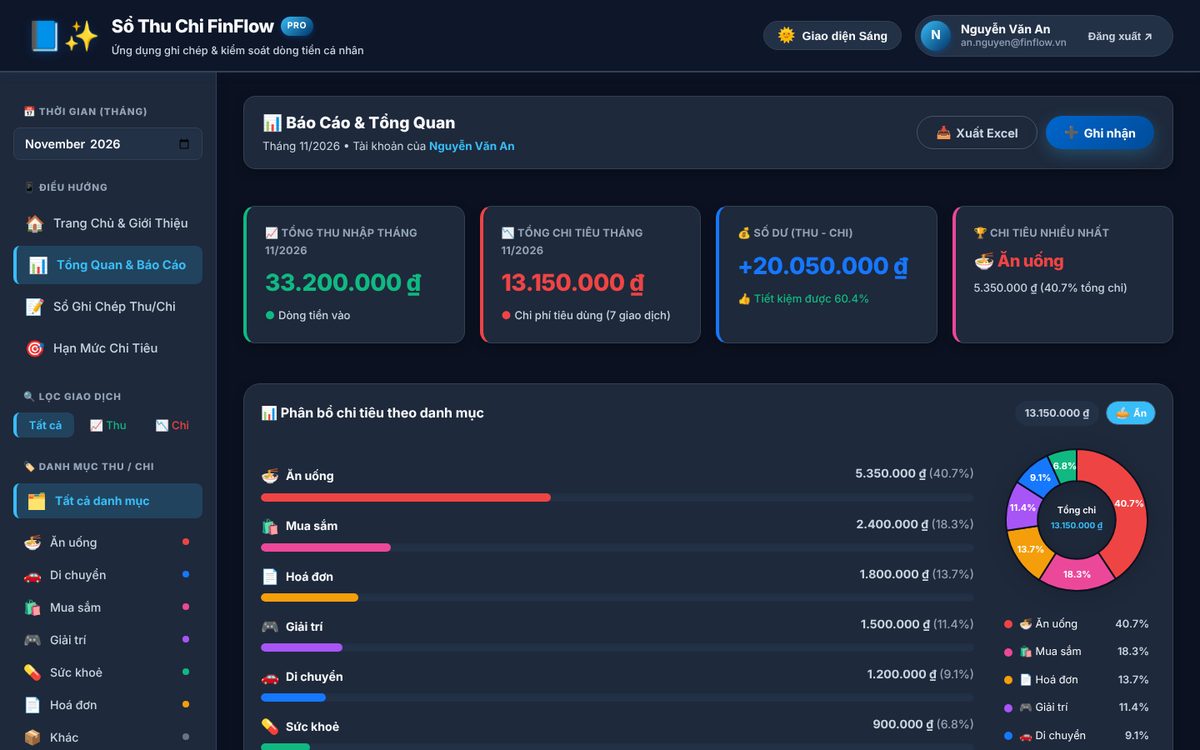 Sổ Thu Chi FinFlow PRO
Ứng dụng ghi chép & kiểm soát dòng tiền cá nhân
Giao diện Sáng
N
Nguyễn Văn An
an.nguyen@finflow.vn
Đăng xuất ↗
THỜI GIAN (THÁNG)
November 2026
ĐIỀU HƯỚNG
Trang Chủ & Giới Thiệu
Tổng Quan & Báo Cáo
Sổ Ghi Chép Thu/Chi
Hạn Mức Chi Tiêu
LỌC GIAO DỊCH
Tất cả
Thu
Chi
DANH MỤC THU / CHI
Tất cả danh mục
Ăn uống
Di chuyển
Mua sắm
Giải trí
Sức khoẻ
Hoá đơn
Khác
Báo Cáo & Tổng Quan
Tháng 11/2026 • Tài khoản của Nguyễn Văn An
Xuất Excel
Ghi nhận
TỔNG THU NHẬP THÁNG
11/2026
33.200.000 ₫
Dòng tiền vào
TỔNG CHI TIÊU THÁNG
11/2026
13.150.000 ₫
Chi phí tiêu dùng (7 giao dịch)
SỐ DƯ (THU - CHI)
+20.050.000 ₫
Tiết kiệm được 60.4%
CHI TIÊU NHIỀU NHẤT
Ăn uống
5.350.000 ₫ (40.7% tổng chi)
Phân bổ chi tiêu theo danh mục
13.150.000 ₫
Ẩn
Ăn uống
5.350.000 ₫ (40.7%)
Mua sắm
2.400.000 ₫ (18.3%)
Hoá đơn
1.800.000 ₫ (13.7%)
Giải trí
1.500.000 ₫ (11.4%)
Di chuyển
1.200.000 ₫ (9.1%)
Sức khoẻ
900.000 ₫ (6.8%)
6.8%
9.1%
40.7%
11.4%
Tổng chi
13.150.000 ₫
13.7%
18.3%
Ăn uống 40.7%
Mua sắm 18.3%
Hoá đơn 13.7%
Giải trí 11.4%
Di chuyển 9.1%